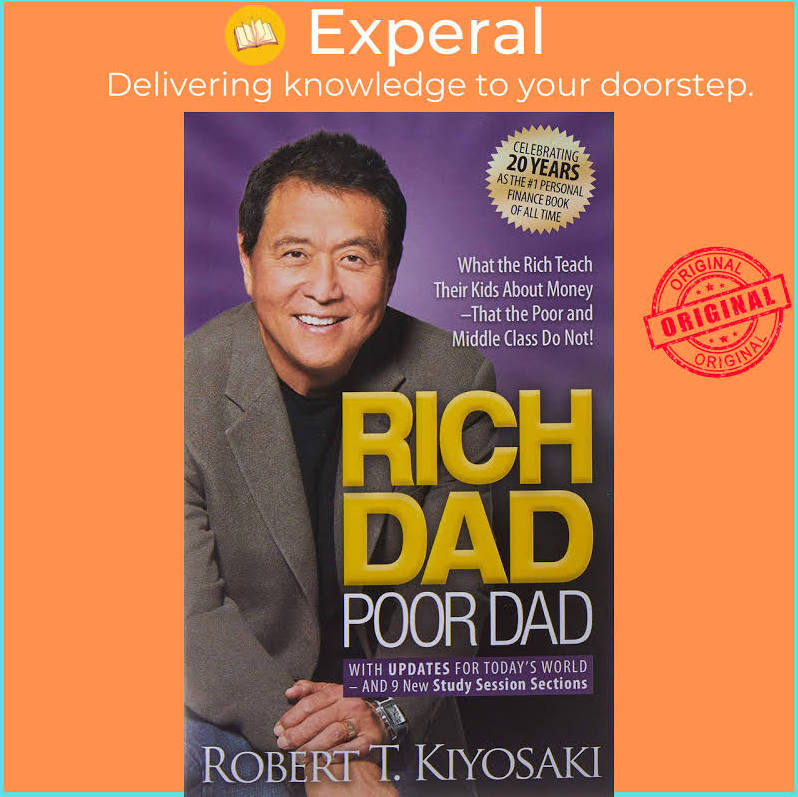 Experal
Delivering knowledge to your doorstep.
CELEBRATING
20 YEARS
AS THE #1 PERSONAL
FINANCE BOOK
OF ALL TIME
What the Rich Teach
Their Kids About Money
–That the Poor and
Middle Class Do Not!
ORIGINAL
ORIGINAL
ORIGINAL
RICH
DAD
POOR DAD
WITH UPDATES FOR TODAY'S WORLD
– AND 9 New Study Session Sections
ROBERT T. KIYOSAKI